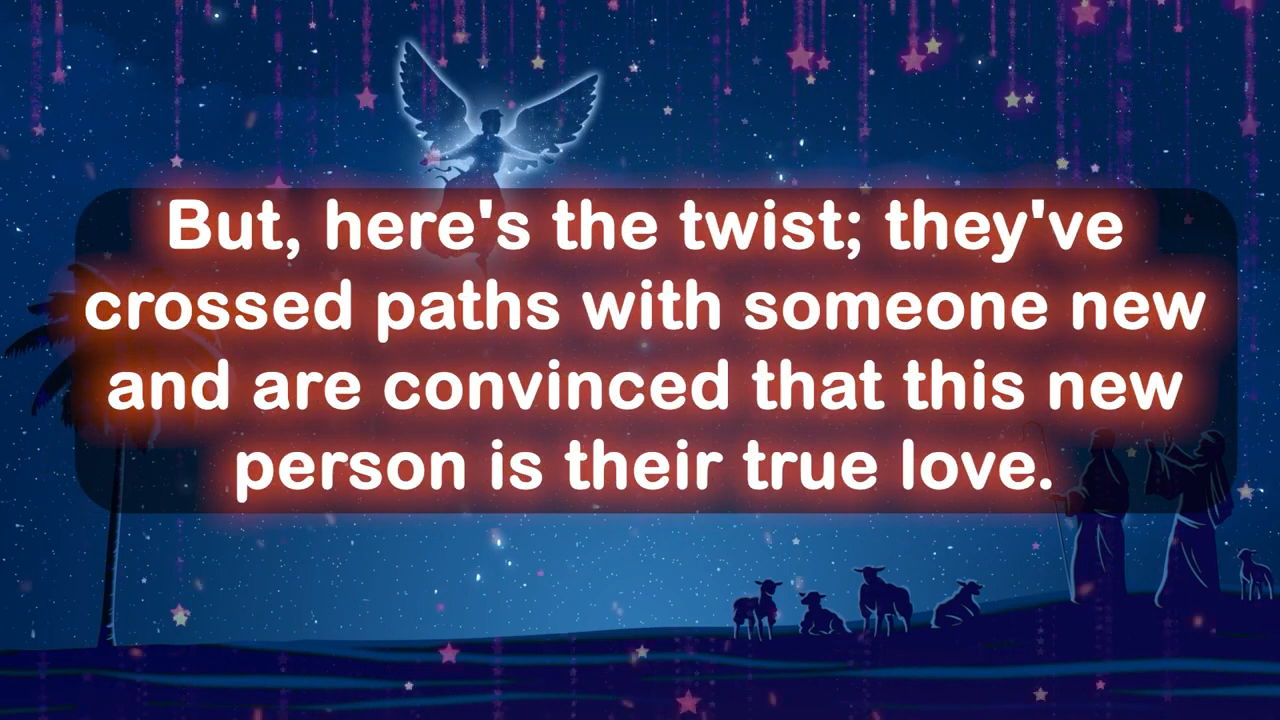 But, here's the twist; they've
crossed paths with someone new
and are convinced that this new
person is their true love.